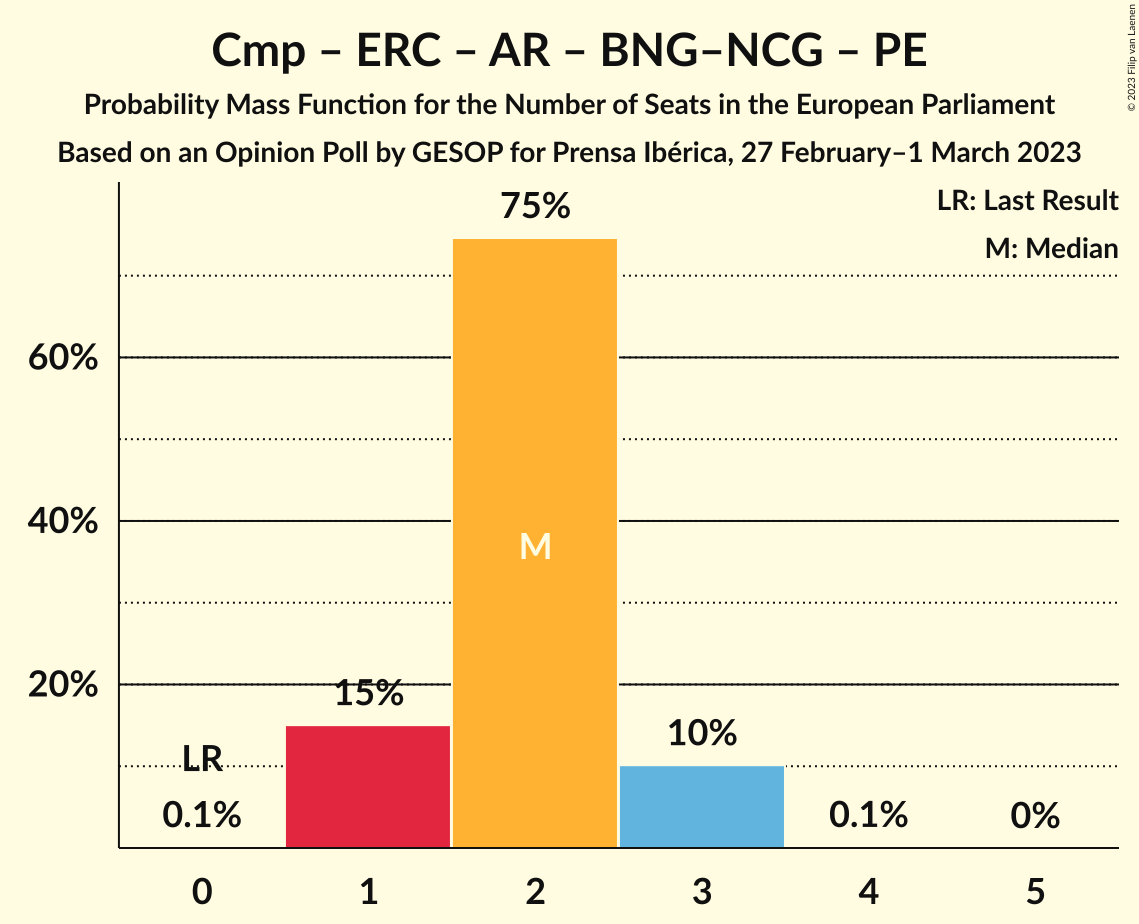 Cmp – ERC – AR – BNG–NCG – PE
Probability Mass Function for the Number of Seats in the European Parliament
Based on an Opinion Poll by GESOP for Prensa Ibérica, 27 February–1 March 2023
© 2023 Filip van Laenen
LR: Last Result
M: Median
75%
60%
40%
M
20%
15%
10%
LR
0.1%
0.1%
0%
0 1 2 3 4 5